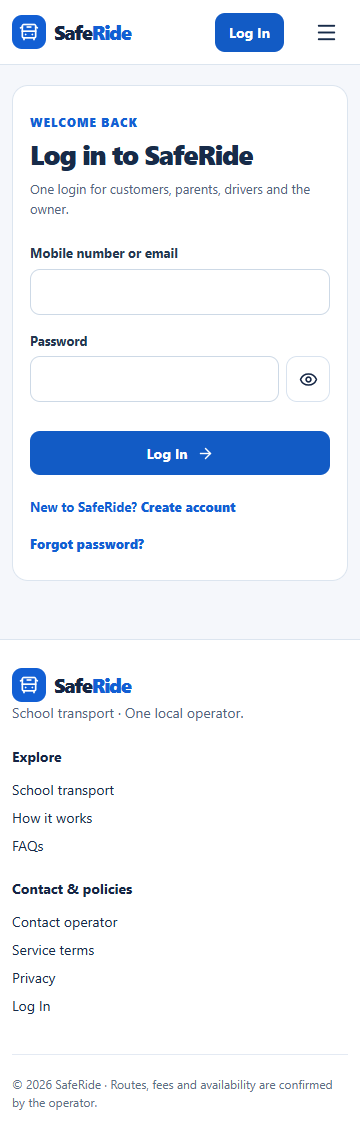 SafeRide
Log In
WELCOME BACK
Log in to SafeRide
One login for customers, parents, drivers and the
owner.
Mobile number or email
Password
Log In
New to SafeRide? Create account
Forgot password?
SafeRide
School transport · One local operator.
Explore
School transport
How it works
FAQs
Contact & policies
Contact operator
Service terms
Privacy
Log In
© 2026 SafeRide · Routes, fees and availability are confirmed
by the operator.